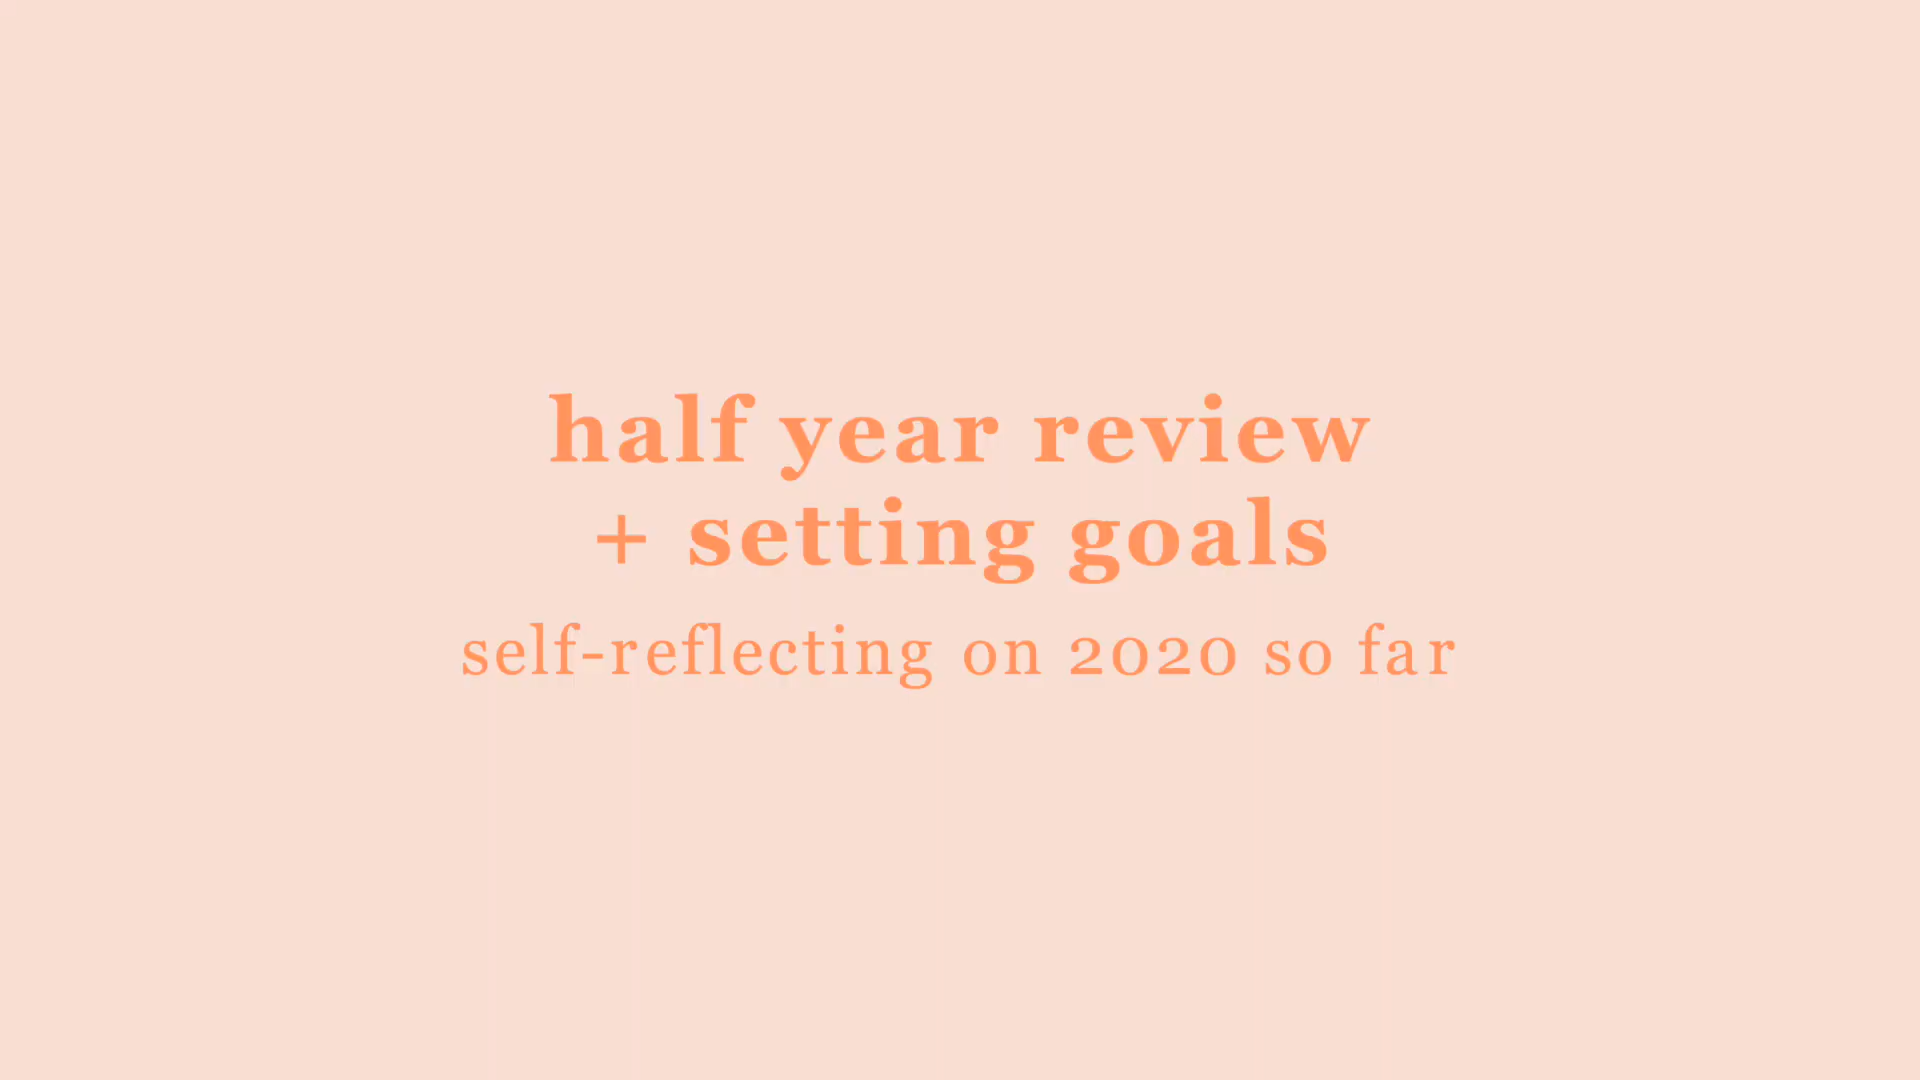 half year review
+ setting goals
self-reflecting on 2020 so far